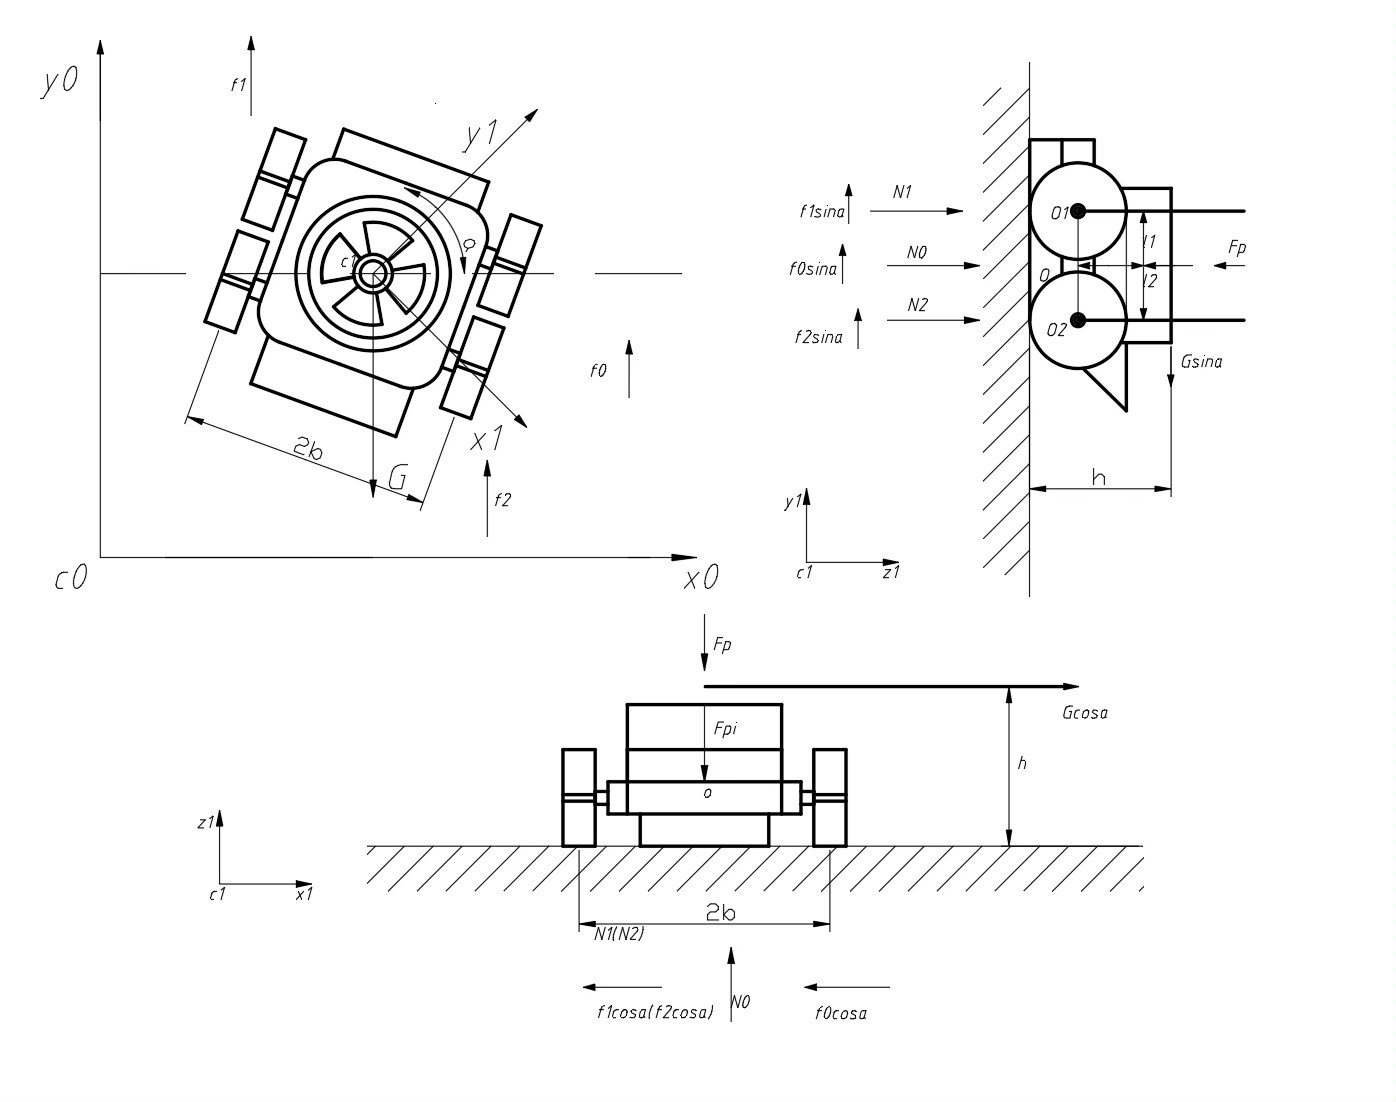 y0
f1
y1
a
c1
f0
x1
2b
G
f2
c0
x0
N1
f1sina
O1
l1
N0
Fp
f0sina
O
l2
N2
f2sina
O2
Gsina
h
y1
c1
z1
Fp
Gcosa
Fpi
h
o
z1
c1
x1
2b
N1(N2)
N0
f1cosa(f2cosa)
f0cosa